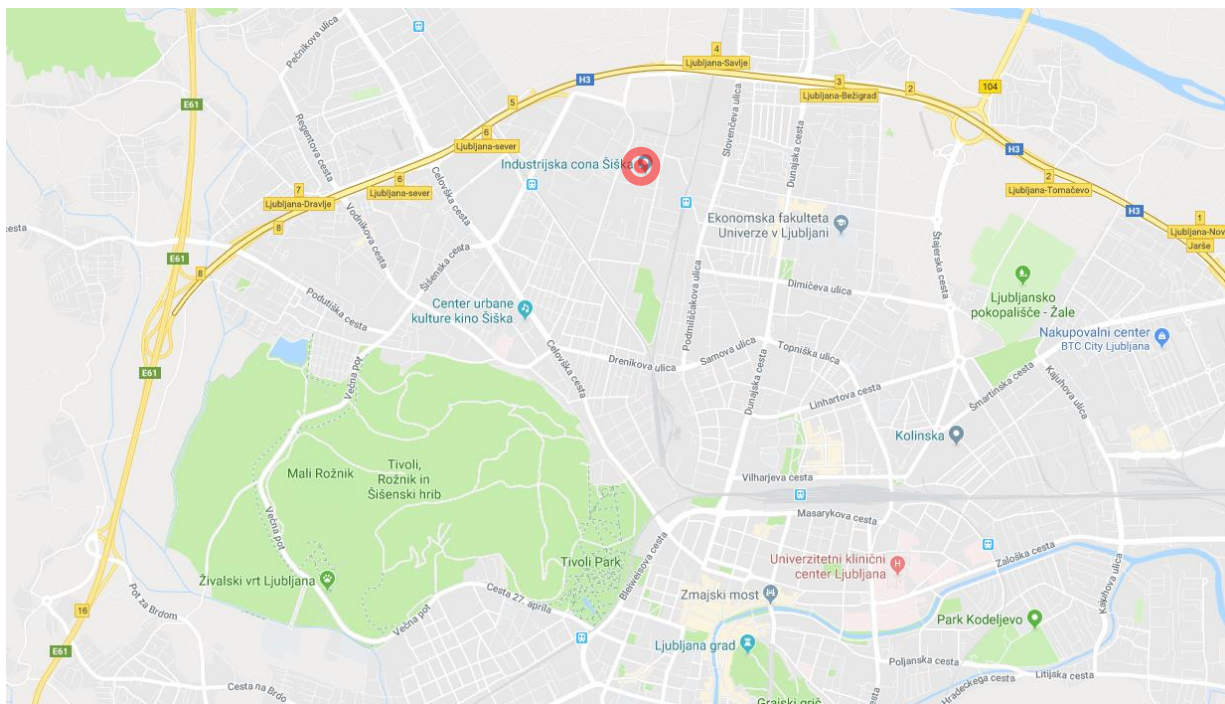 Pečnikova ulica
4
Ljubljana-Savlje
H3
3
Ljubljana-Bežigrad
2
104
E61
5
Regentova cesta
6
Ljubljana-sever
Celovška cesta
Industrijska cona Šiška
Slovenčeva ulica
Dunajska cesta
H3
7
Ljubljana-Dravlje
6
Ljubljana-sever
2
Ljubljana-Tomačevo
H3
1
Ljubljana-Nov
Jarše
8
Vodnikova cesta
Ekonomska fakulteta
Univerze v Ljubljani
Štajerska cesta
cesta
E61
8
Šišenska cesta
Podutiška cesta
Center urbane
kulture kino Šiška
Podmilščakova ulica
Dimičeva ulica
Ljubljansko
pokopališče - Žale
Nakupovalni center
BTC City Ljubljana
E61
Večna pot
Celovška cesta
Drenikova ulica
Samova ulica
Topniška ulica
Dunajska cesta
Linhartova cesta
Šmartinska cesta
Kajuhova ulica
Kolinska
Mali Rožnik
Tivoli,
Rožnik in
Šišenski hrib
Vilharjeva cesta
Večna pot
Masarykova cesta
Tivoli Park
Bleiweisova cesta
Univerzitetni klinični
center Ljubljana
H
Zaloška cesta
Živalski vrt Ljubljana
Cesta 27. aprila
Zmajski most
Kajuhova ulica
16
Pot za Brdom
Večna pot
Park Kodeljevo
E61
Ljubljana grad
Poljanska cesta
Litijska cesta
Hradeckega cesta
Cesta na Brdo
Grajski grič